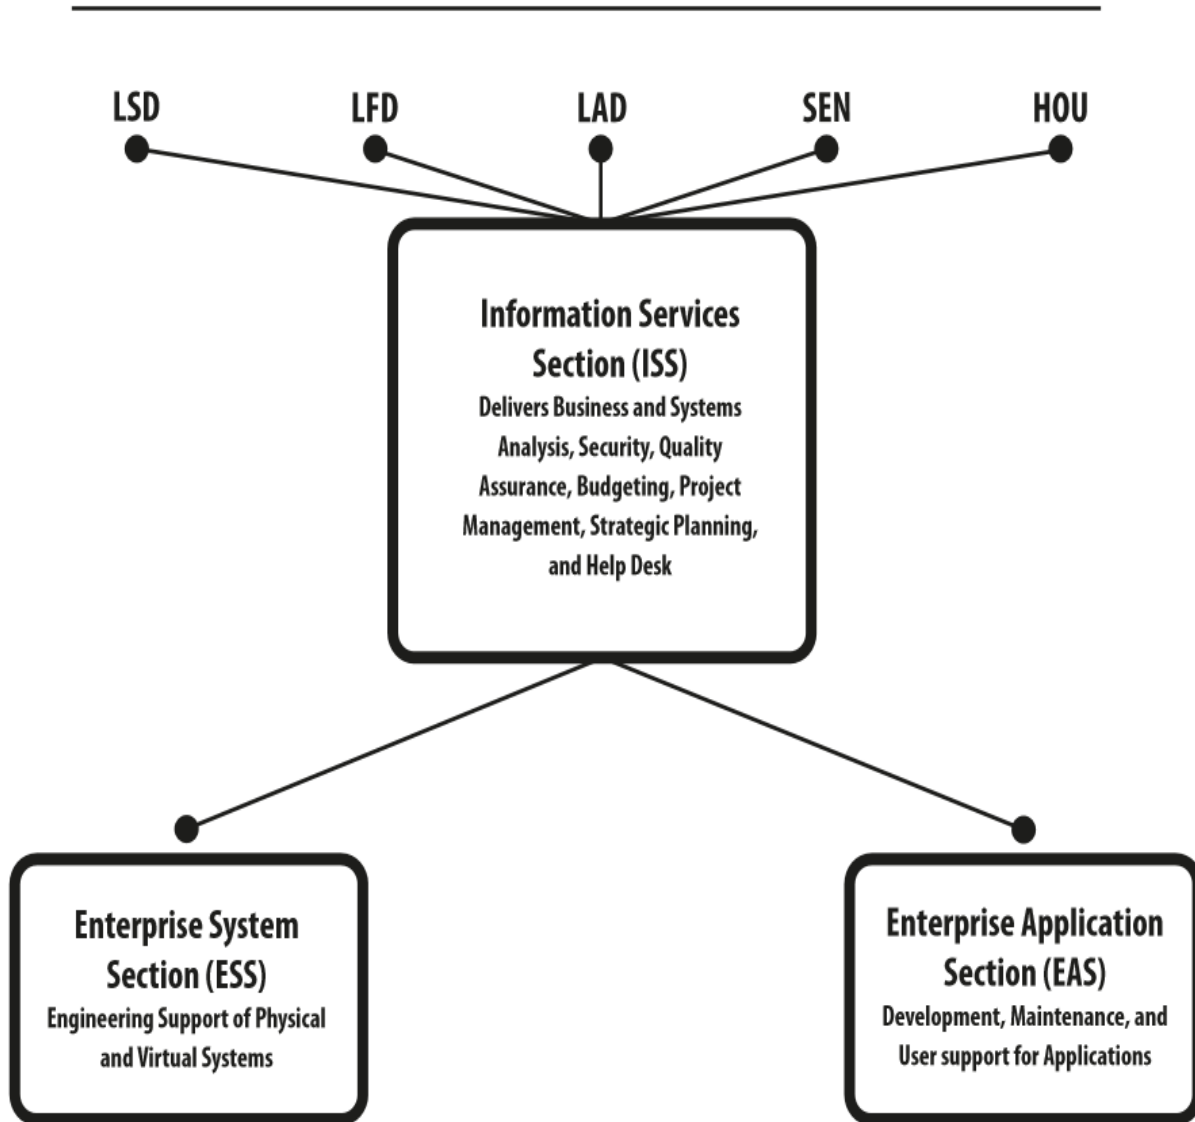 LSD LFD LAD SEN HOU
Information Services
Section (ISS)
Delivers Business and Systems
Analysis, Security, Quality
Assurance, Budgeting, Project
Management, Strategic Planning,
and Help Desk
Enterprise System
Section (ESS)
Engineering Support of Physical
and Virtual Systems
Enterprise Application
Section (EAS)
Development, Maintenance, and
User support for Applications